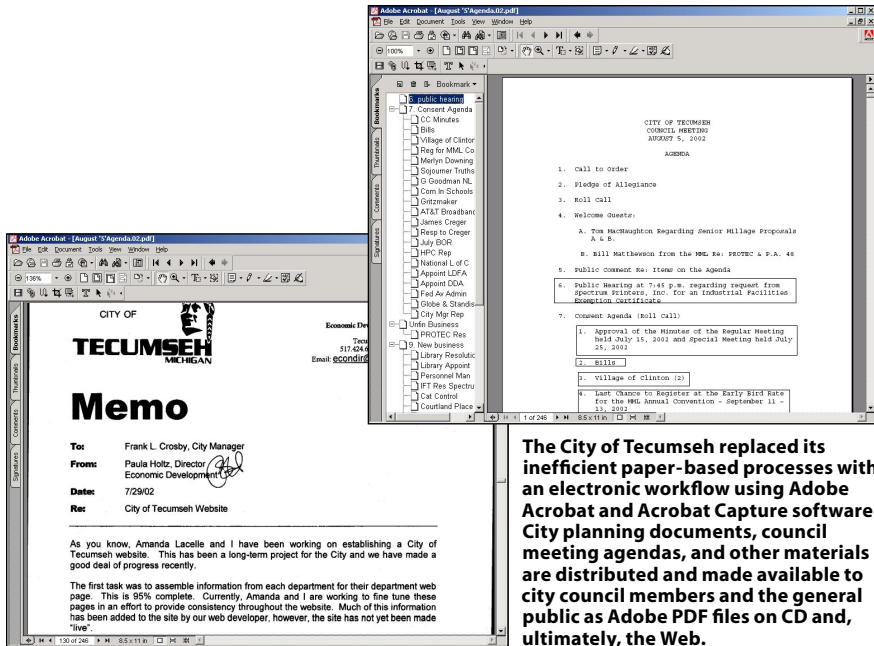 Adobe Acrobat - [August '5'Agenda.02.pdf]
File Edit Document Tools View Window Help
100%
Bookmark
Bookmarks
Thumbnails
Comments
Signatures
6. public hearing
7. Consent Agenda
CC Minutes
Bills
Village of Clinton
Reg for MML Co
Merlyn Downing
Sojourner Truths
G Goodman NL
Com In Schools
Gritzmaker
AT&T Broadband
James Creger
Resp to Creger
July BOR
HPC Rep
National L of C
Appoint LDFA
Appoint DDA
Fed Av Admin
Globe & Standis
City Mgr Rep
Unfin Business
PROTEC Res
9. New business
Library Resolutic
Library Appoint
Personnel Man
IFT Res Spectru
Cat Control
Courtland Place
CITY OF TECUMSEH
COUNCIL MEETING
AUGUST 5, 2002
AGENDA
1. Call to Order
2. Pledge of Allegiance
3. Roll Call
4. Welcome Guests:
A. Tom MacNaughton Regarding Senior Millage Proposals
A & B.
B. Bill Matthewson from the MML Re: PROTEC & P.A. 48
5. Public Comment Re: Items on the Agenda
6. Public Hearing at 7:45 p.m. regarding request from
Spectrum Printers, Inc. for an Industrial Facilities
Exemption Certificate
7. Consent Agenda (Roll Call)
1. Approval of the Minutes of the Regular Meeting
held July 15, 2002 and Special Meeting held July
25, 2002
2. Bills
3. Village of Clinton (2)
4. Last Chance to Register at the Early Bird Rate
for the MML Annual Convention - September 11 -
13, 2002
1 of 246
8.5 x 11 in
Adobe Acrobat - [August '5'Agenda.02.pdf]
File Edit Document Tools View Window Help
136%
Bookmarks
Thumbnails
Comments
Signatures
CITY OF
TECUMSEH
MICHIGAN
Economic Dev
Tecu
517.424.6
Email: econdir@
Memo
To: Frank L. Crosby, City Manager
From: Paula Holtz, Director
Economic Development
Date: 7/29/02
Re: City of Tecumseh Website
As you know, Amanda Lacelle and I have been working on establishing a City of
Tecumseh website. This has been a long-term project for the City and we have made a
good deal of progress recently.
The first task was to assemble information from each department for their department web
page. This is 95% complete. Currently, Amanda and I are working to fine tune these
pages in an effort to provide consistency throughout the website. Much of this information
has been added to the site by our web developer, however, the site has not yet been made
"live".
130 of 246
8.5 x 11 in
The City of Tecumseh replaced its
inefficient paper-based processes with
an electronic workflow using Adobe
Acrobat and Acrobat Capture software
City planning documents, council
meeting agendas, and other materials
are distributed and made available to
city council members and the general
public as Adobe PDF files on CD and,
ultimately, the Web.